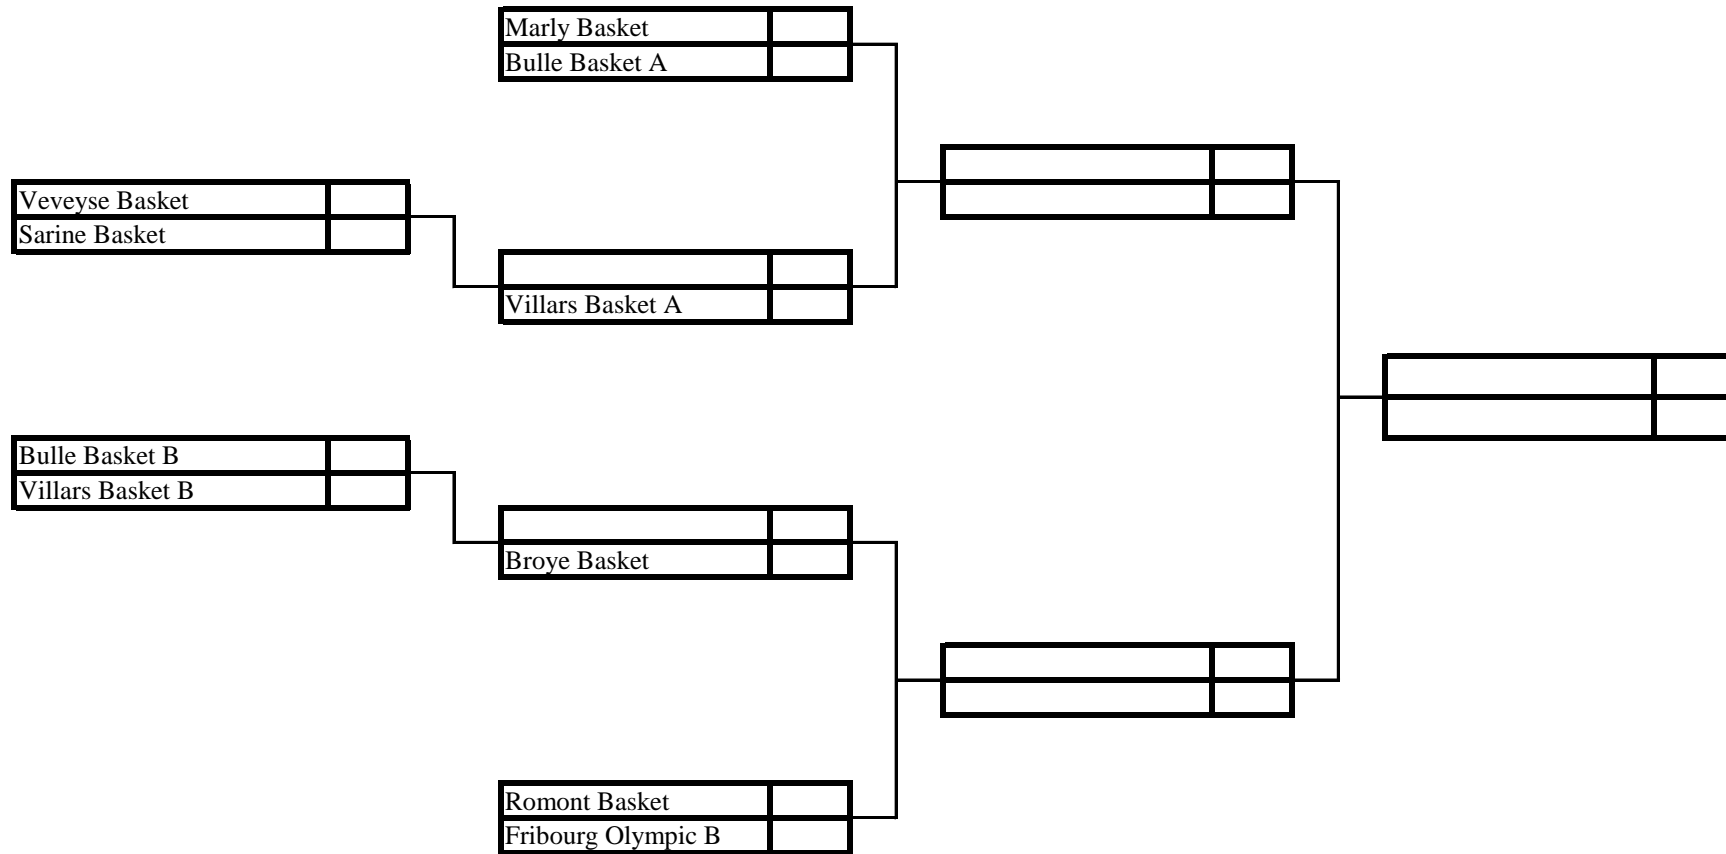 Marly Basket
Bulle Basket A
Veveyse Basket
Sarine Basket
Villars Basket A
Bulle Basket B
Villars Basket B
Broye Basket
Romont Basket
Fribourg Olympic B